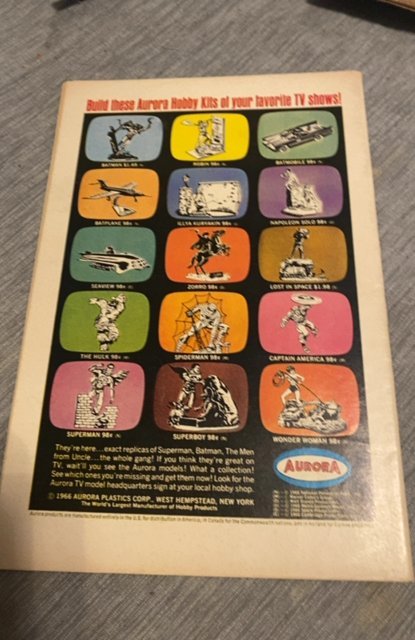 Build these Aurora Hobby Kits of your favorite TV shows!
BATMAN $1.49
ROBIN 98¢
BATMOBILE 98¢
BATPLANE 98¢
ILLYA KURYAKIN 98¢
NAPOLEON SOLO 98¢
SEAVIEW 98¢
ZORRO 98¢
LOST IN SPACE $1.98
THE HULK 98¢
SPIDERMAN 98¢
CAPTAIN AMERICA 98¢
SUPERMAN 98¢
SUPERBOY 98¢
WONDER WOMAN 98¢
They're here...exact replicas of Superman, Batman, The Men
from Uncle...the whole gang! If you think they're great on
TV, wait'll you see the Aurora models! What a collection!
See which ones you're missing and get them now! Look for the
Aurora TV model headquarters sign at your local hobby shop.
AURORA
© 1966 AURORA PLASTICS CORP., WEST HEMPSTEAD, NEW YORK
The World's Largest Manufacturer of Hobby Products